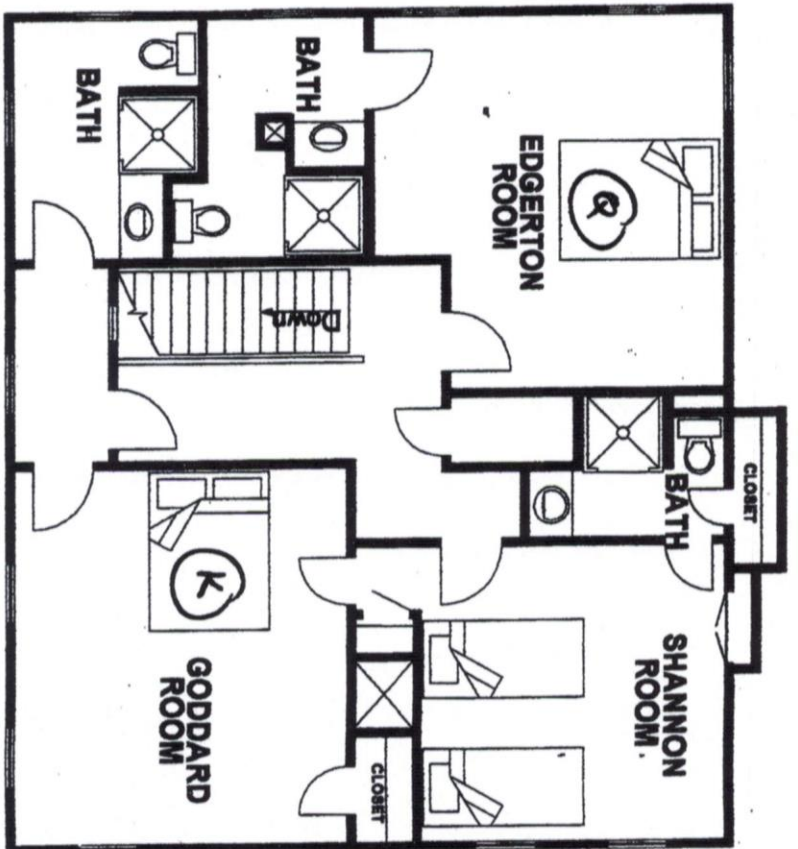 BATH
BATH
EDGERTON
ROOM
Q
Down
BATH
CLOSET
K
GODDARD
ROOM
SHANNON
ROOM
CLOSET